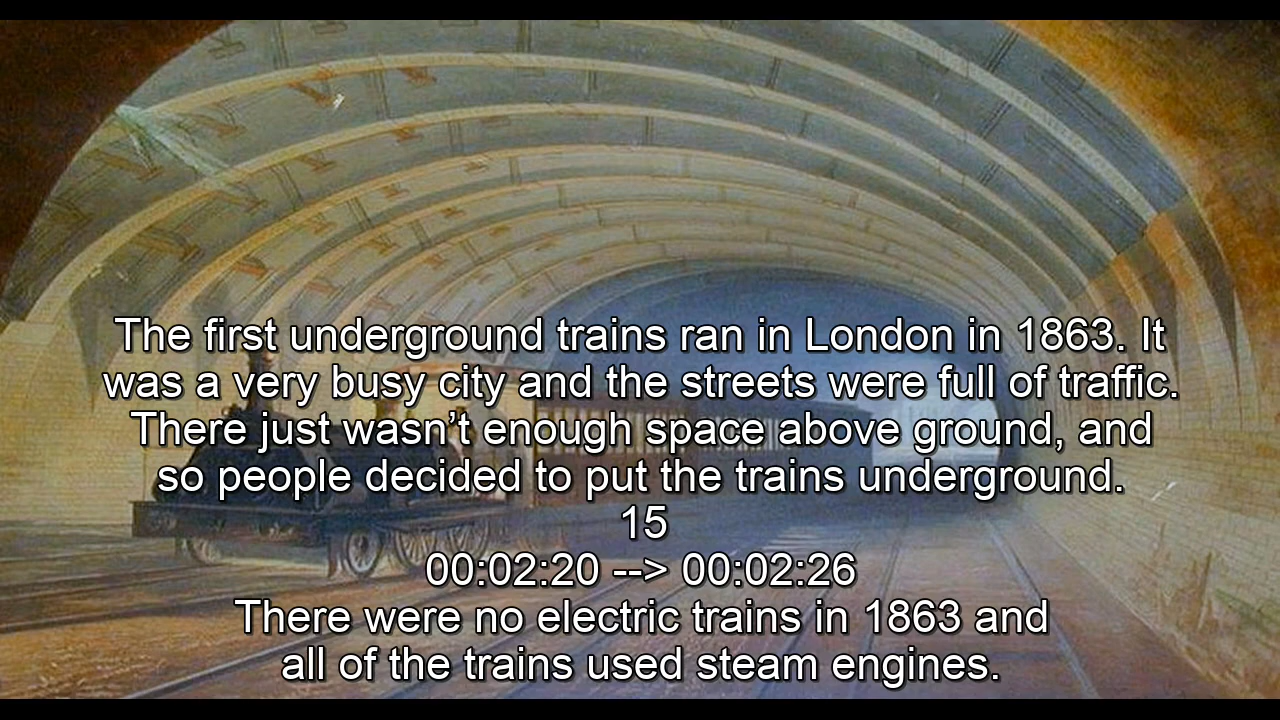 The first underground trains ran in London in 1863. It
was a very busy city and the streets were full of traffic.
There just wasn’t enough space above ground, and
so people decided to put the trains underground.
15
00:02:20 --> 00:02:26
There were no electric trains in 1863 and
all of the trains used steam engines.